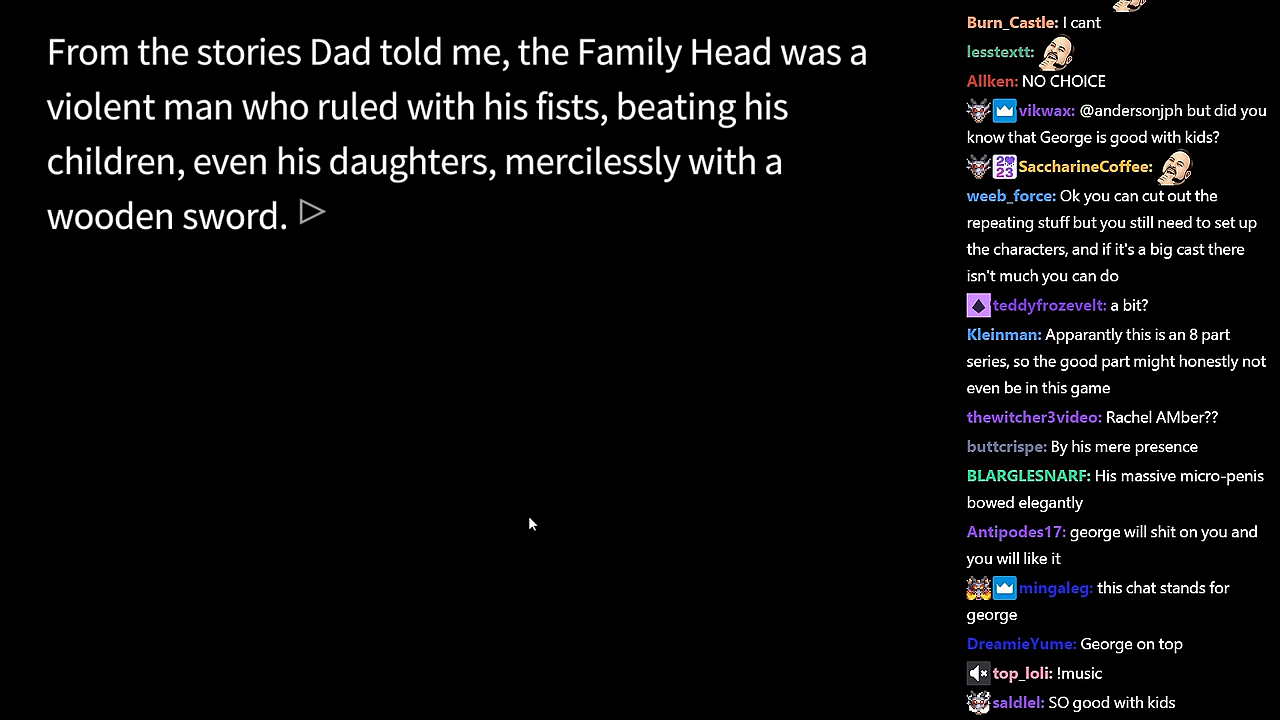 From the stories Dad told me, the Family Head was a
violent man who ruled with his fists, beating his
children, even his daughters, mercilessly with a
wooden sword.
Burn_Castle: I cant
lesstextt:
Allken: NO CHOICE
vikwax: @andersonjph but did you
know that George is good with kids?
SaccharineCoffee:
weeb_force: Ok you can cut out the
repeating stuff but you still need to set up
the characters, and if it's a big cast there
isn't much you can do
teddyfrozevelt: a bit?
Kleinman: Apparantly this is an 8 part
series, so the good part might honestly not
even be in this game
thewitcher3video: Rachel AMber??
buttcrispe: By his mere presence
BLARGLESNARF: His massive micro-penis
bowed elegantly
Antipodes17: george will shit on you and
you will like it
mingaleg: this chat stands for
george
DreamieYume: George on top
top_loli: !music
saldlel: SO good with kids